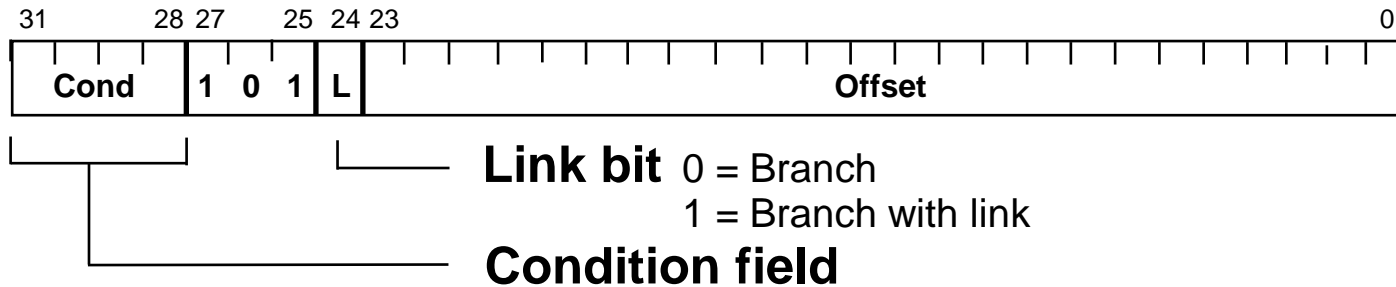 31 28 27 25 24 23 0
Cond 1 0 1 L Offset
Link bit 0 = Branch
1 = Branch with link
Condition field